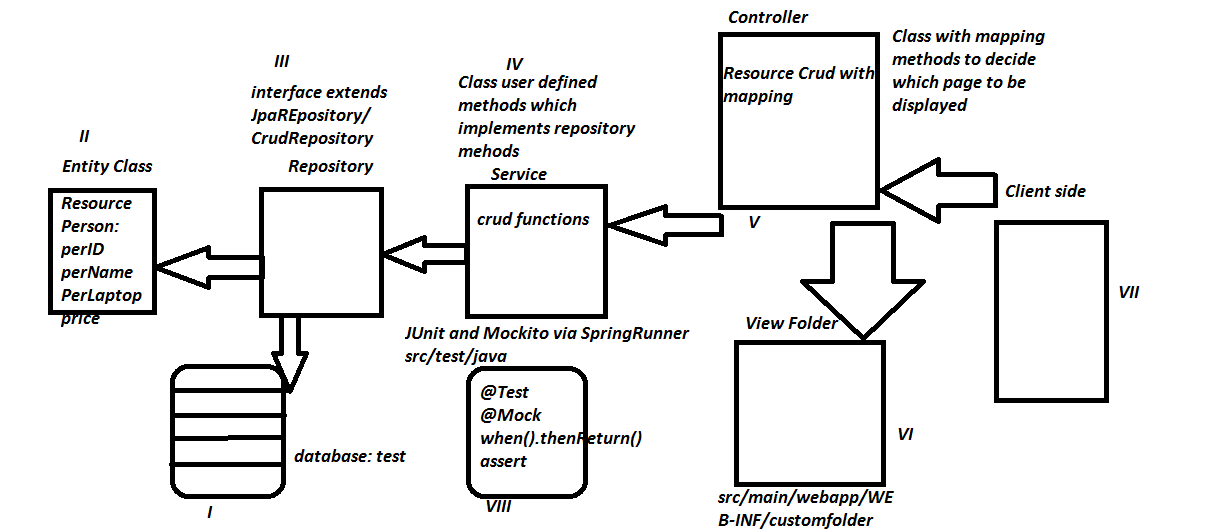 Controller
Class with mapping
methods to decide
which page to be
displayed
Resource Crud with
mapping
III
interface extends
JpaREpository/
CrudRepository
Repository
IV
Class user defined
methods which
implements repository
mehods
Service
crud functions
II
Entity Class
Resource
Person:
perID
perName
PerLaptop
price
Client side
V
VII
View Folder
JUnit and Mockito via SpringRunner
src/test/java
@Test
@Mock
when().thenReturn()
assert
VIII
database: test
I
VI
src/main/webapp/WE
B-INF/customfolder